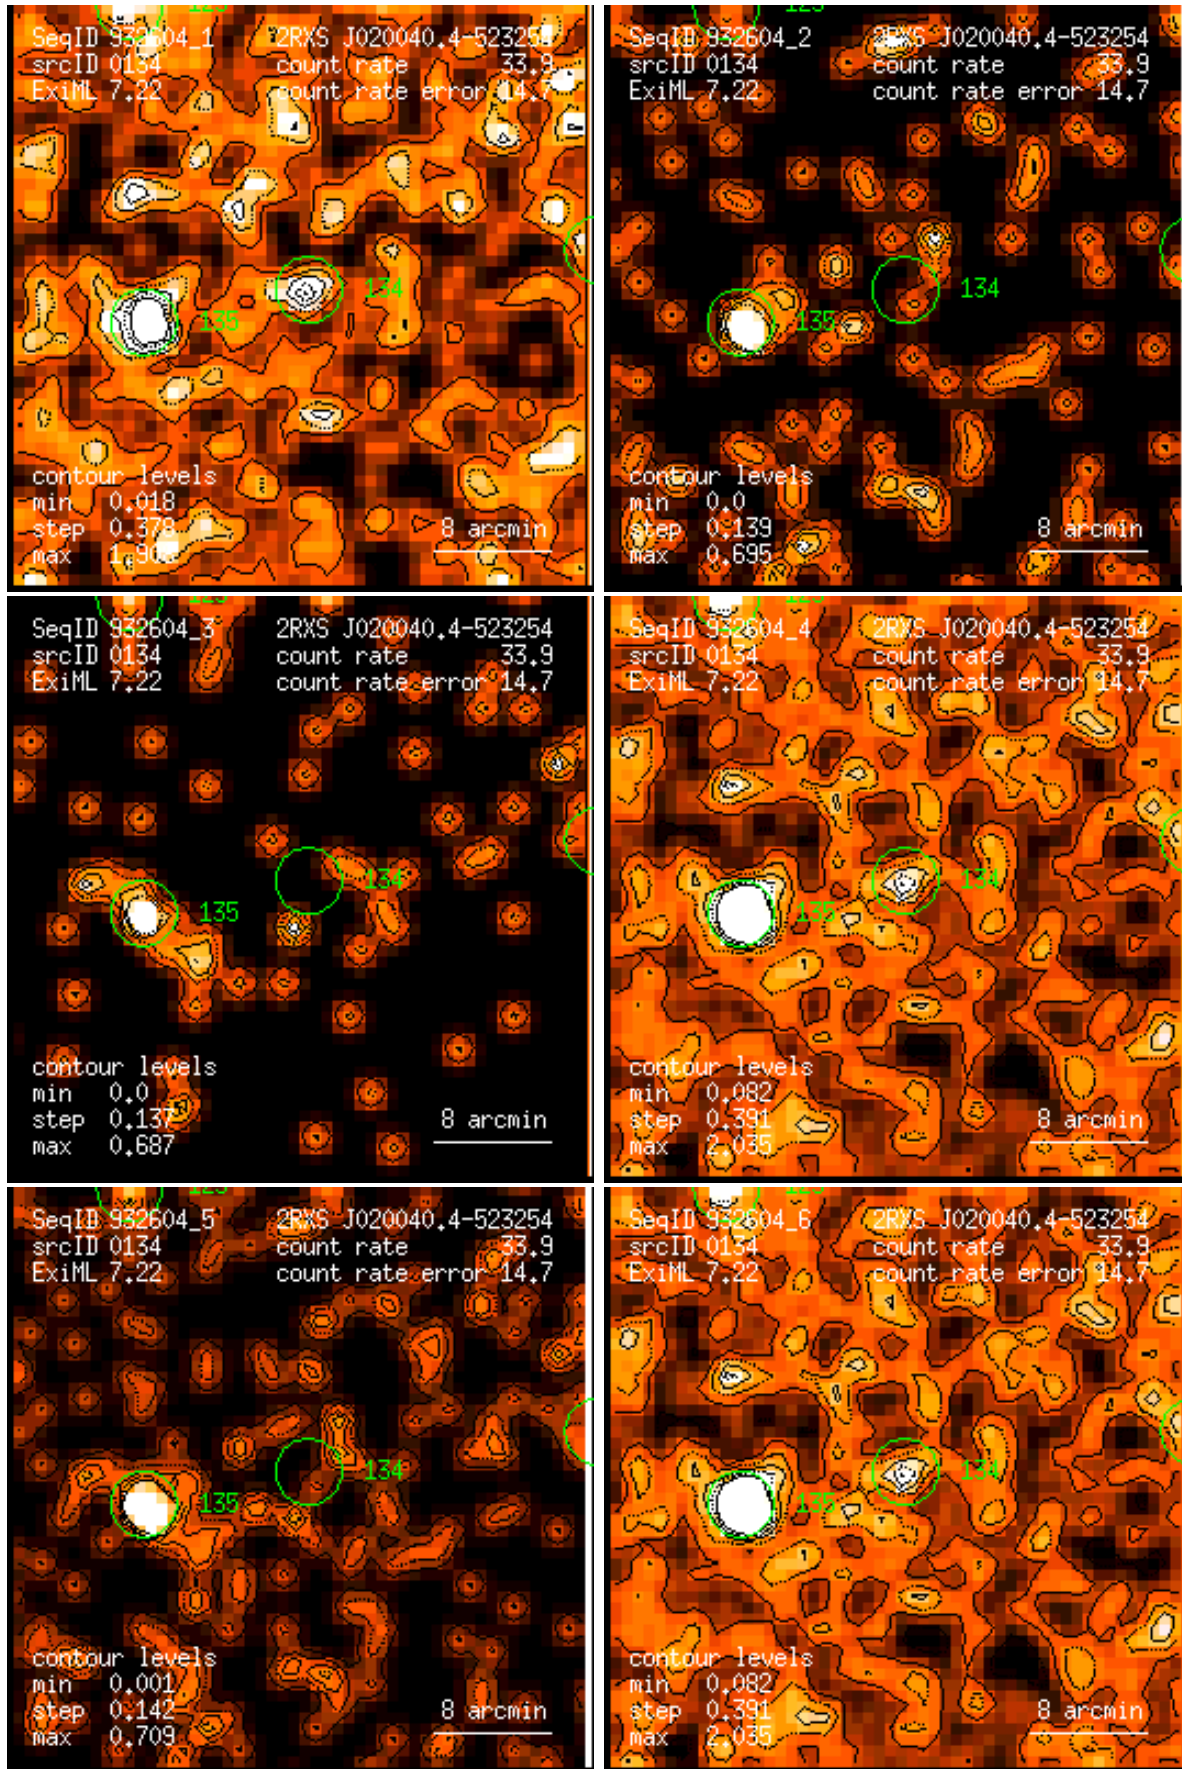 123
SeqID 932604_1 2RXS J020040.4-523254
srcID 0134 count rate 33.9
ExiML 7.22 count rate error 14.7
134
135
contour levels
min 0.018
step 0.378
max
8 arcmin
SeqID 932604_2 2RXS J020040.4-523254
srcID 0134 count rate 33.9
ExiML 7.22 count rate error 14.7
134
135
contour levels
min 0.0
step 0.139
max 0.695
8 arcmin
SeqID 932604_3 2RXS J020040.4-523254
srcID 0134 count rate 33.9
ExiML 7.22 count rate error 14.7
134
135
contour levels
min 0.0
step 0.137
max 0.687
8 arcmin
SeqID 932604_4 2RXS J020040.4-523254
srcID 0134 count rate 33.9
ExiML 7.22 count rate error 14.7
134
135
contour levels
min 0.082
step 0.391
max 2.035
8 arcmin
SeqID 932604_5 2RXS J020040.4-523254
srcID 0134 count rate 33.9
ExiML 7.22 count rate error 14.7
134
135
contour levels
min 0.001
step 0.142
max 0.709
8 arcmin
SeqID 932604_6 2RXS J020040.4-523254
srcID 0134 count rate 33.9
ExiML 7.22 count rate error 14.7
134
135
contour levels
min 0.082
step 0.391
max 2.035
8 arcmin